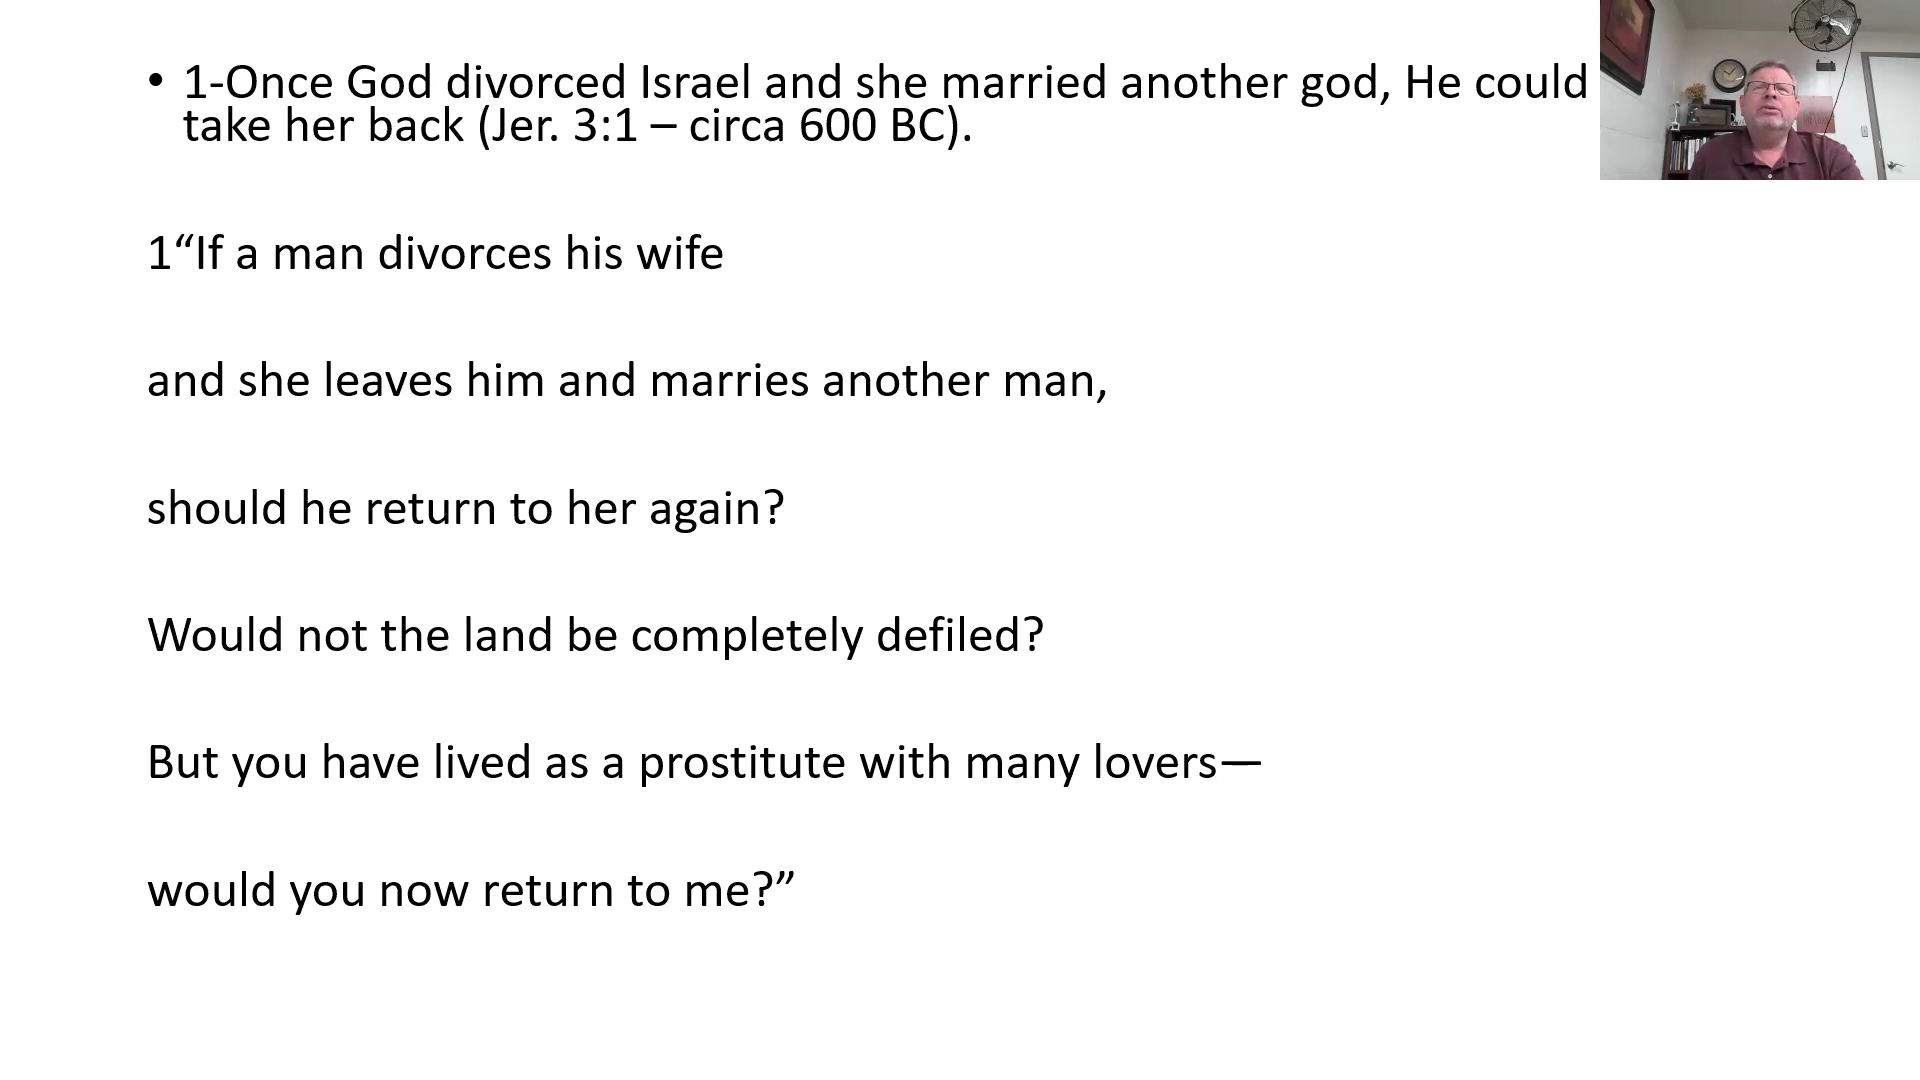 • 1-Once God divorced Israel and she married another god, He could
take her back (Jer. 3:1 – circa 600 BC).
1“If a man divorces his wife
and she leaves him and marries another man,
should he return to her again?
Would not the land be completely defiled?
But you have lived as a prostitute with many lovers—
would you now return to me?”